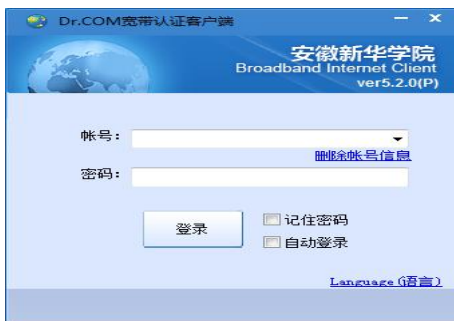 Dr.COM宽带认证客户端
安徽新华学院
Broadband Internet Client
ver5.2.0(P)
帐号：
删除帐号信息
密码：
登录
记住密码
自动登录
Language(语言)